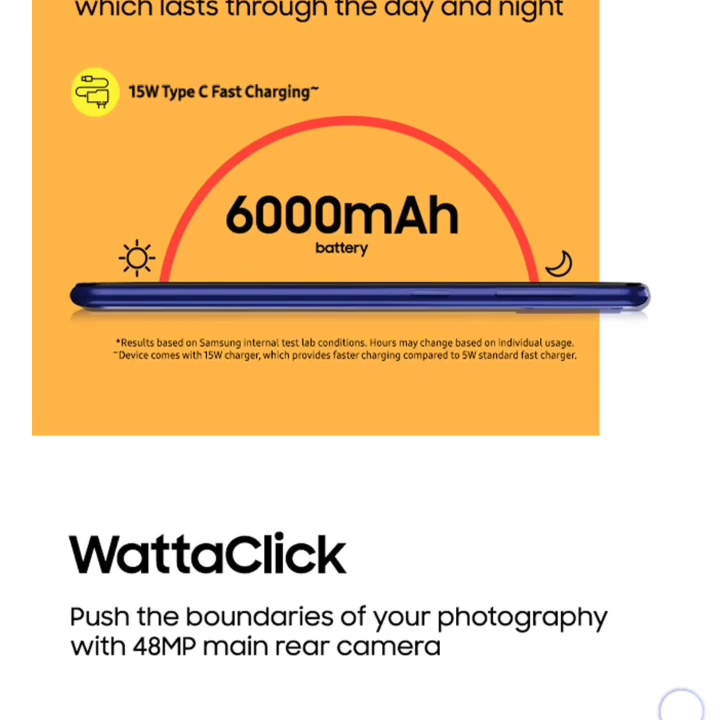 which lasts through the day and night
15W Type C Fast Charging~
6000mAh
battery
*Results based on Samsung internal test lab conditions. Hours may change based on individual usage.
~Device comes with 15W charger, which provides faster charging compared to 5W standard fast charger.
WattaClick
Push the boundaries of your photography
with 48MP main rear camera